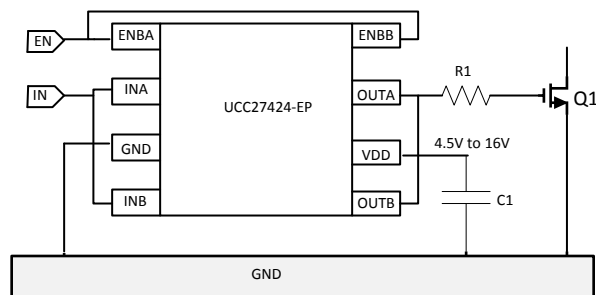 EN
ENBA
ENBB
IN
INA
OUTA
R1
Q1
UCC27424-EP
GND
VDD
4.5V to 16V
INB
OUTB
C1
GND